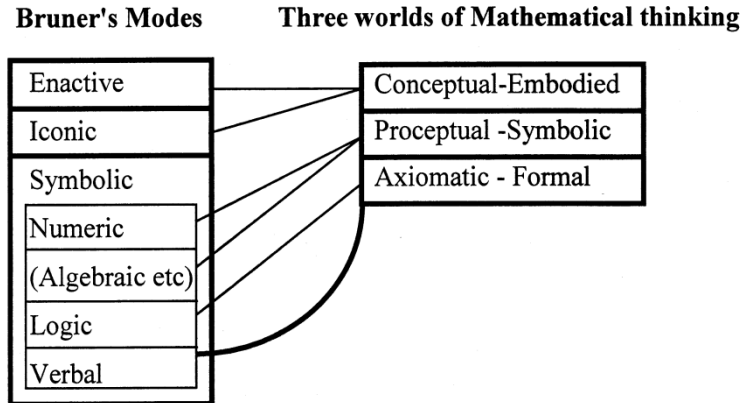 Bruner's Modes
Three worlds of Mathematical thinking
Enactive
Iconic
Symbolic
Numeric
(Algebraic etc)
Logic
Verbal
Conceptual-Embodied
Proceptual -Symbolic
Axiomatic - Formal